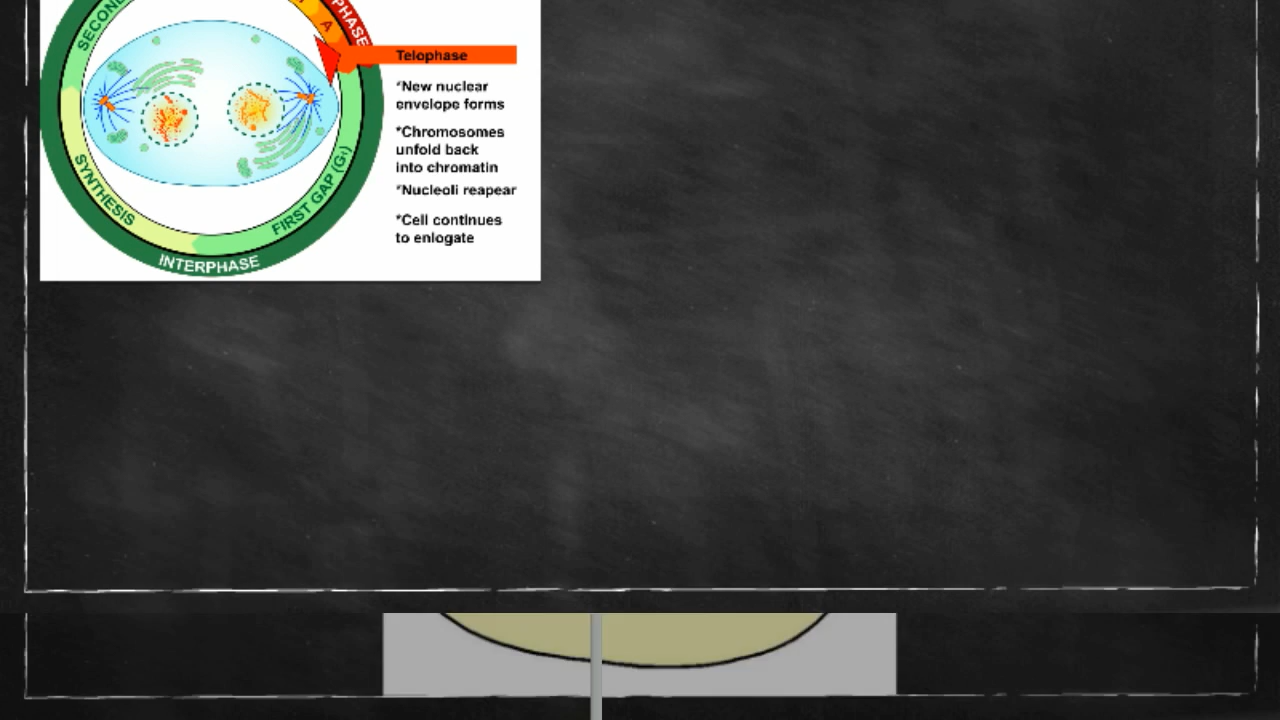 SECOND
A
PHASE
Telophase
*New nuclear
envelope forms
*Chromosomes
unfold back
into chromatin
*Nucleoli reapear
*Cell continues
to enlogate
SYNTHESIS
FIRST GAP (G1)
INTERPHASE